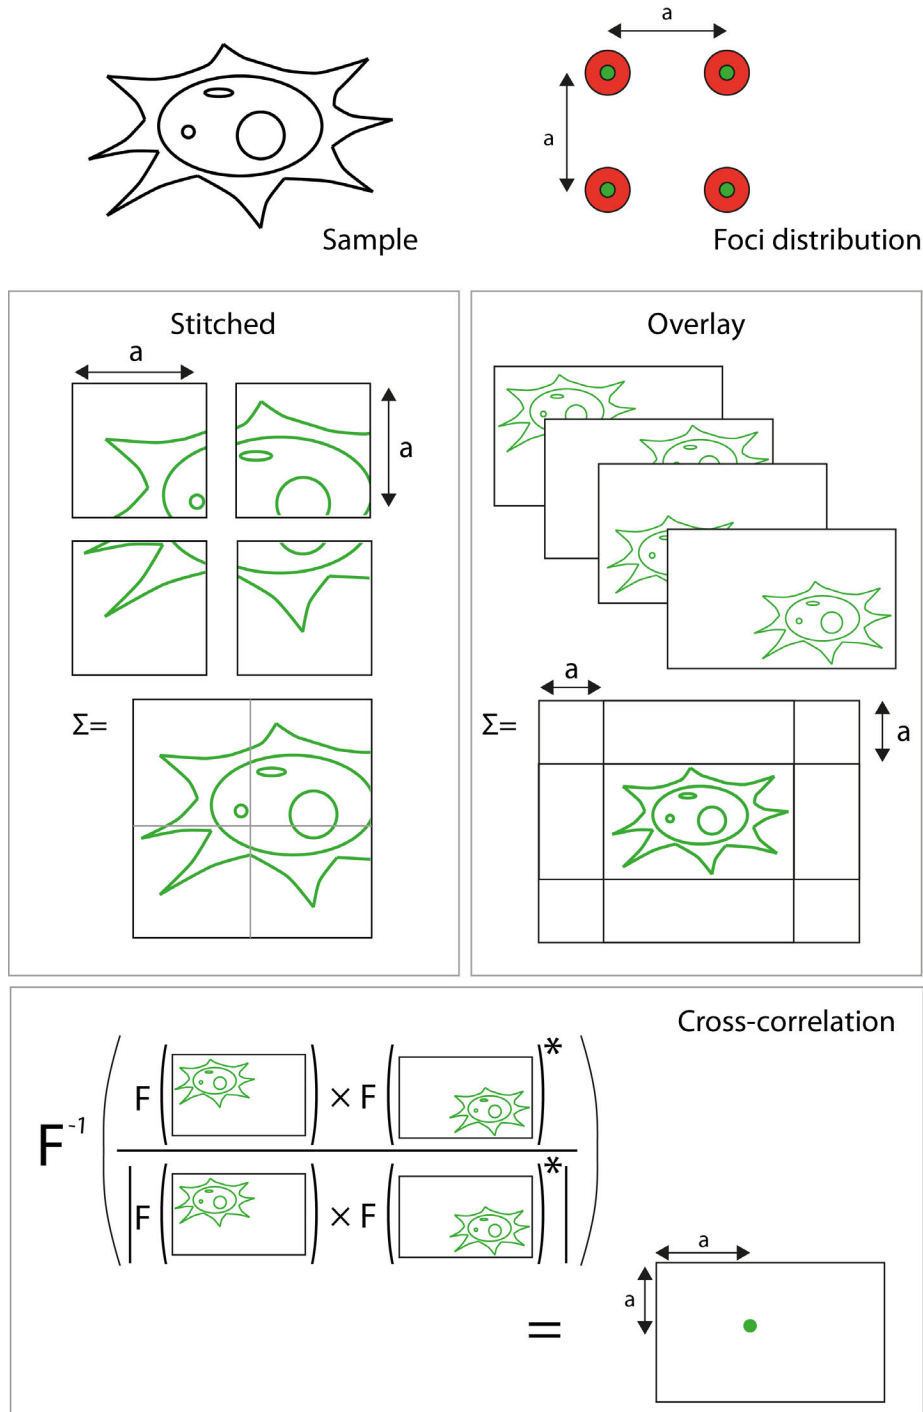 a
a
Sample
Foci distribution
Stitched
a
a
Σ=
Overlay
Σ=
a
a
Cross-correlation
F⁻¹
F ( ) × F ( )*
|F ( ) × F ( )*|
=
a
a